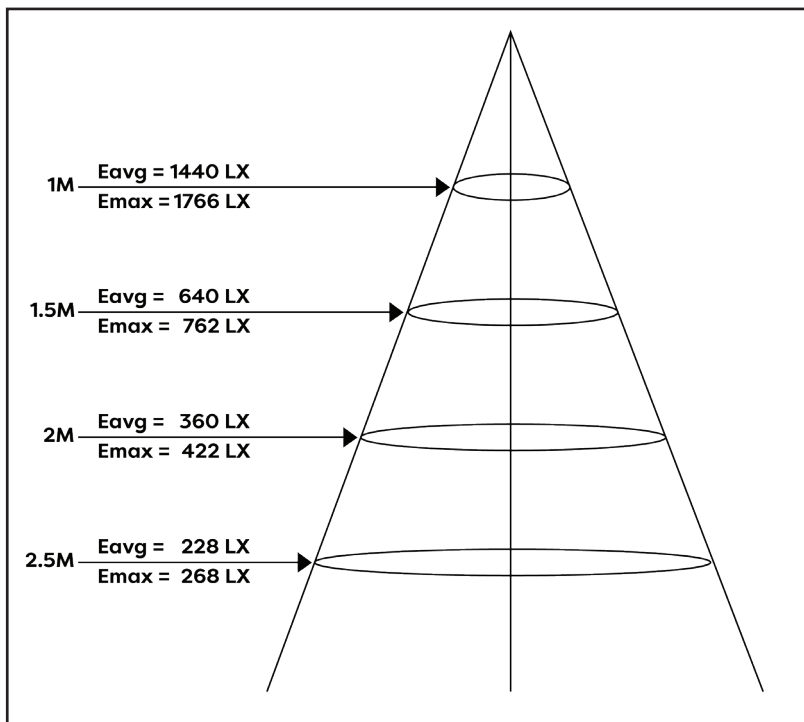 Eavg = 1440 LX
1M
Emax = 1766 LX
Eavg = 640 LX
1.5M
Emax = 762 LX
Eavg = 360 LX
2M
Emax = 422 LX
Eavg = 228 LX
2.5M
Emax = 268 LX